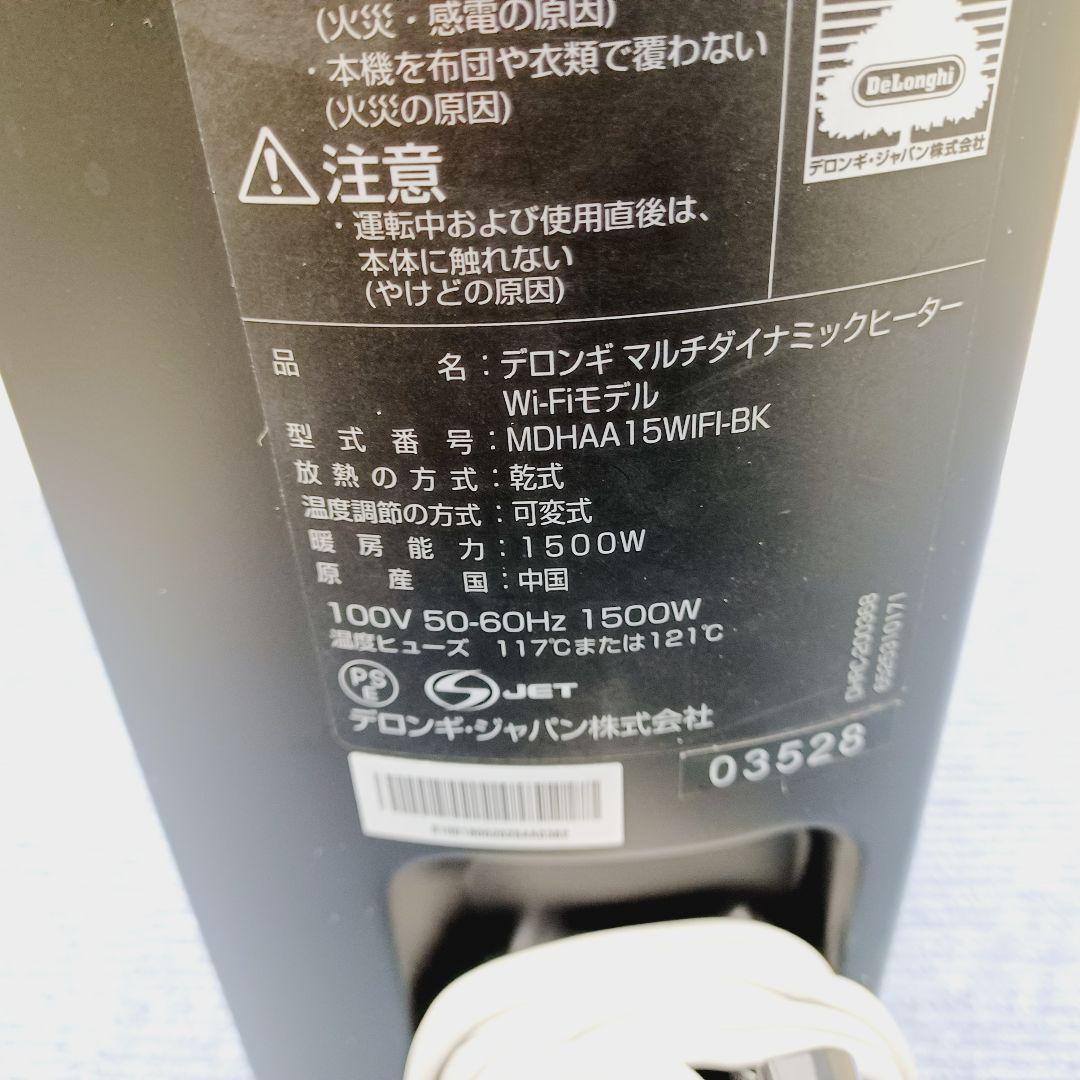 (火災・感電の原因)
・本機を布団や衣類で覆わない
(火災の原因)
DeLonghi
デロンギ・ジャパン株式会社
注意
・運転中および使用直後は、
本体に触れない
(やけどの原因)
品名：デロンギ マルチダイナミックヒーター
Wi-Fiモデル
型式番号：MDHAA15WIFI-BK
放熱の方式：乾式
温度調節の方式：可変式
暖房能力：1500W
原産国：中国
100V 50-60Hz 1500W
温度ヒューズ 117℃または121℃
PSE
JET
デロンギ・ジャパン株式会社
DHRC200368
6525310171
03528